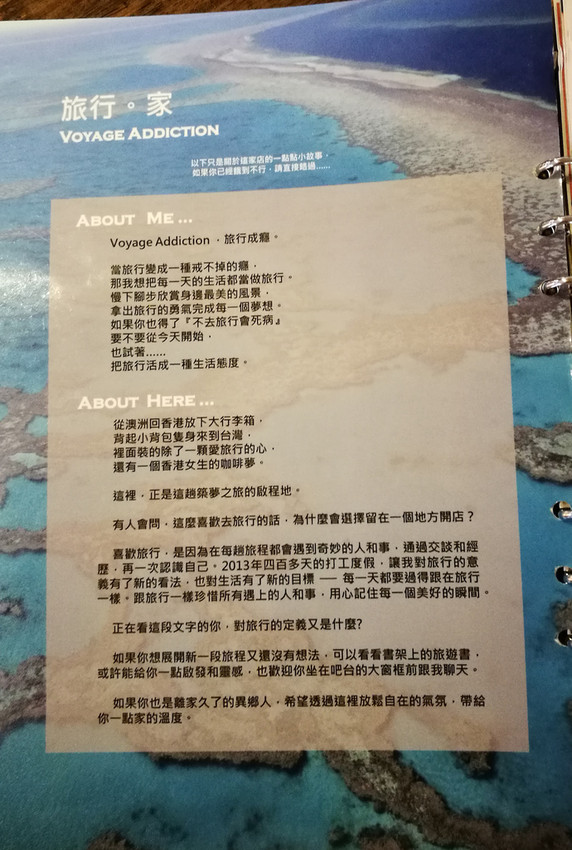 旅行。家
VOYAGE ADDICTION
以下只是關於這家店的一點點小故事，
如果你已經餓到不行，請直接略過......
ABOUT ME...
Voyage Addiction ，旅行成癮。
當旅行變成一種戒不掉的癮，
那我想把每一天的生活都當做旅行。
慢下腳步欣賞身邊最美的風景，
拿出旅行的勇氣完成每一個夢想。
如果你也得了『不去旅行會死病』
要不要從今天開始，
也試著......
把旅行活成一種生活態度。
ABOUT HERE...
從澳洲回香港放下大行李箱，
背起小背包隻身來到台灣，
裡面裝的除了一顆愛旅行的心，
還有一個香港女生的咖啡夢。
這裡，正是這趟築夢之旅的啟程地。
有人會問，這麼喜歡去旅行的話，為什麼會選擇留在一個地方開店？
喜歡旅行，是因為在每趟旅程都會遇到奇妙的人和事，通過交談和經
歷，再一次認識自己。2013年四百多天的打工度假，讓我對旅行的意
義有了新的看法，也對生活有了新的目標 —— 每一天都要過得跟在旅行
一樣。跟旅行一樣珍惜所有遇上的人和事，用心記住每一個美好的瞬間。
正在看這段文字的你，對旅行的定義又是什麼?
如果你想展開新一段旅程又還沒有想法，可以看看書架上的旅遊書，
或許能給你一點啟發和靈感，也歡迎你坐在吧台的大窗框前跟我聊天。
如果你也是離家久了的異鄉人，希望透過這裡放鬆自在的氣氛，帶給
你一點家的溫度。